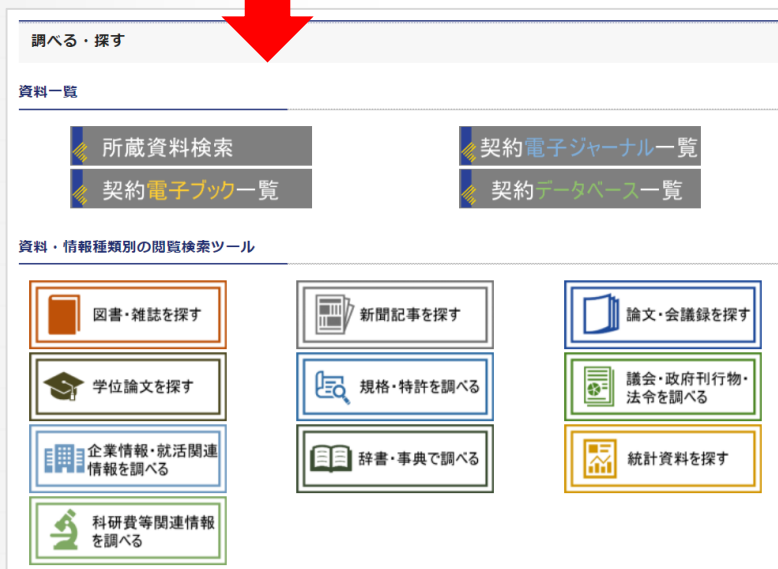 調べる・探す
資料一覧
所蔵資料検索
契約電子ジャーナル一覧
契約電子ブック一覧
契約データベース一覧
資料・情報種類別の閲覧検索ツール
図書・雑誌を探す
新聞記事を探す
論文・会議録を探す
学位論文を探す
規格・特許を調べる
議会・政府刊行物・
法令を調べる
企業情報・就活関連
情報を調べる
辞書・事典で調べる
統計資料を探す
科研費等関連情報
を調べる